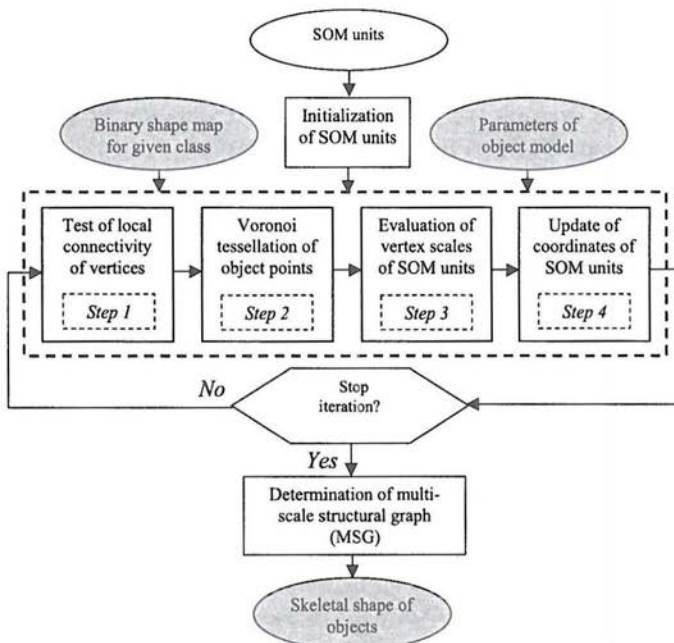 SOM units
Binary shape map
for given class
Initialization
of SOM units
Parameters of
object model
Test of local
connectivity
of vertices
Step 1
Voronoi
tessellation of
object points
Step 2
Evaluation of
vertex scales
of SOM units
Step 3
Update of
coordinates of
SOM units
Step 4
No
Stop
iteration?
Yes
Determination of multi-
scale structural graph
(MSG)
Skeletal shape of
objects